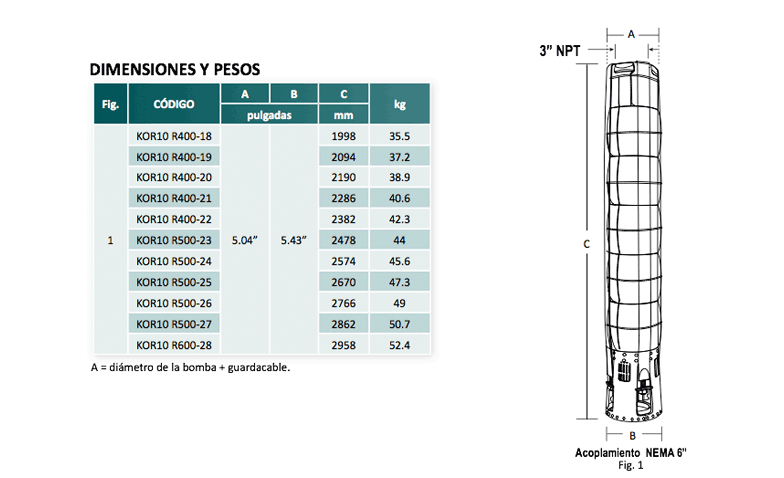 DIMENSIONES Y PESOS
Fig. CÓDIGO A B C kg
pulgadas mm
KOR10 R400-18 1998 35.5
KOR10 R400-19 2094 37.2
KOR10 R400-20 2190 38.9
KOR10 R400-21 2286 40.6
KOR10 R400-22 2382 42.3
1 KOR10 R500-23 5.04” 5.43” 2478 44
KOR10 R500-24 2574 45.6
KOR10 R500-25 2670 47.3
KOR10 R500-26 2766 49
KOR10 R500-27 2862 50.7
KOR10 R600-28 2958 52.4
A = diámetro de la bomba + guardacable.
A
3” NPT
C
B
Acoplamiento NEMA 6”
Fig. 1